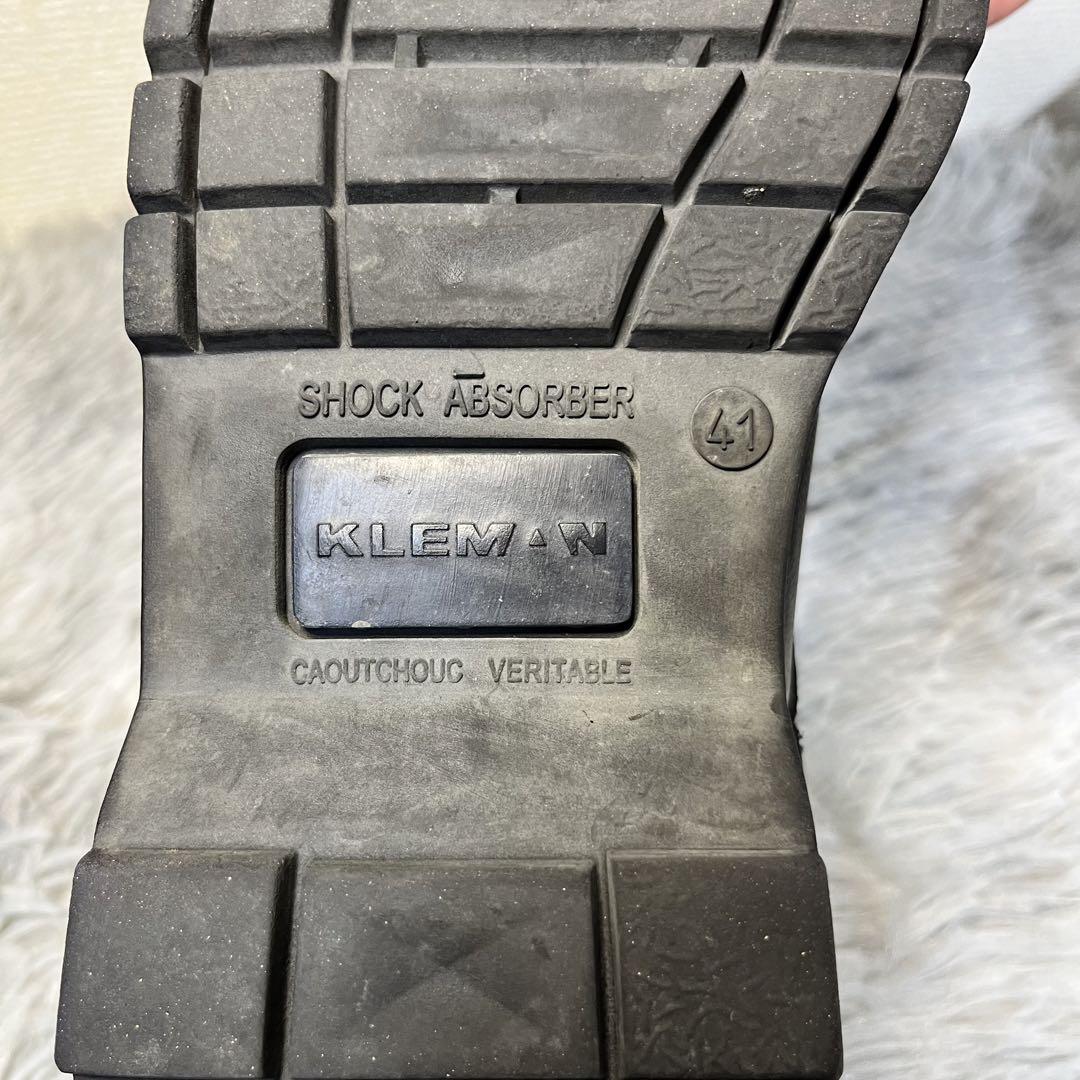 SHOCK ABSORBER
41
KLEMAN
CAOUTCHOUC VERITABLE